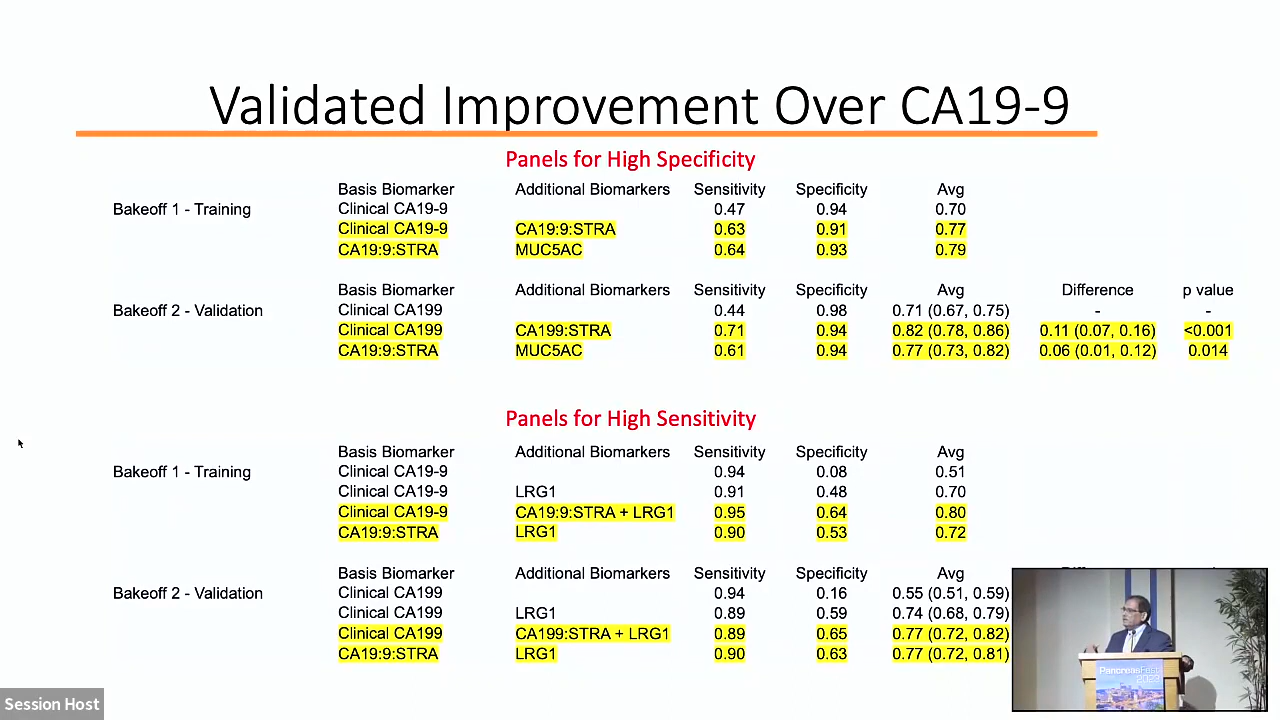 Validated Improvement Over CA19-9
Panels for High Specificity
Basis Biomarker Additional Biomarkers Sensitivity Specificity Avg
Bakeoff 1 - Training Clinical CA19-9 0.47 0.94 0.70
Clinical CA19-9 CA19:9:STRA 0.63 0.91 0.77
CA19:9:STRA MUC5AC 0.64 0.93 0.79
Basis Biomarker Additional Biomarkers Sensitivity Specificity Avg Difference p value
Bakeoff 2 - Validation Clinical CA199 0.44 0.98 0.71 (0.67, 0.75) - -
Clinical CA199 CA199:STRA 0.71 0.94 0.82 (0.78, 0.86) 0.11 (0.07, 0.16) <0.001
CA19:9:STRA MUC5AC 0.61 0.94 0.77 (0.73, 0.82) 0.06 (0.01, 0.12) 0.014
Panels for High Sensitivity
Basis Biomarker Additional Biomarkers Sensitivity Specificity Avg
Bakeoff 1 - Training Clinical CA19-9 0.94 0.08 0.51
Clinical CA19-9 LRG1 0.91 0.48 0.70
Clinical CA19-9 CA19:9:STRA + LRG1 0.95 0.64 0.80
CA19:9:STRA LRG1 0.90 0.53 0.72
Basis Biomarker Additional Biomarkers Sensitivity Specificity Avg
Bakeoff 2 - Validation Clinical CA199 0.94 0.16 0.55 (0.51, 0.59)
Clinical CA199 LRG1 0.89 0.59 0.74 (0.68, 0.79)
Clinical CA199 CA199:STRA + LRG1 0.89 0.65 0.77 (0.72, 0.82)
CA19:9:STRA LRG1 0.90 0.63 0.77 (0.72, 0.81)
PancreasFest
Session Host